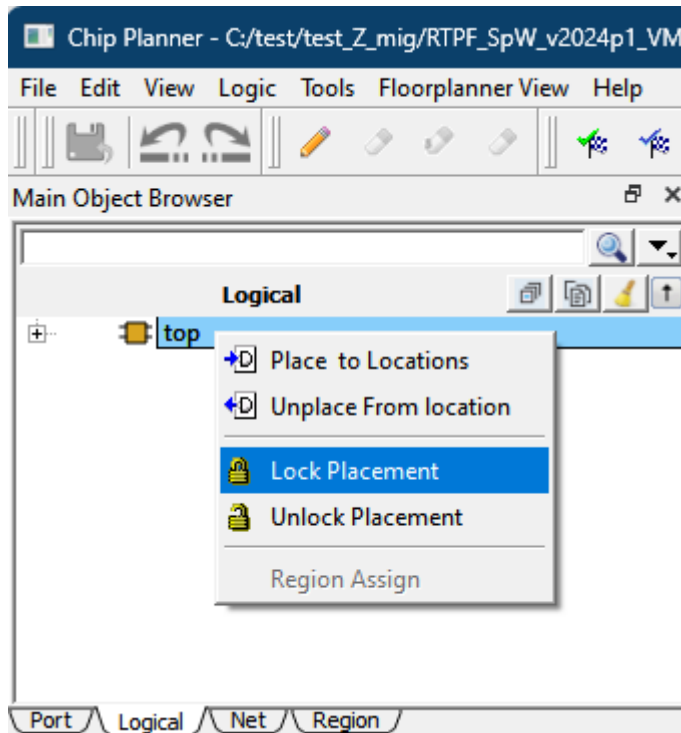 Chip Planner - C:/test/test_Z_mig/RTPF_SpW_v2024p1_VM
File Edit View Logic Tools Floorplanner View Help
Main Object Browser
Logical
top
Place to Locations
Unplace From location
Lock Placement
Unlock Placement
Region Assign
Port Logical Net Region